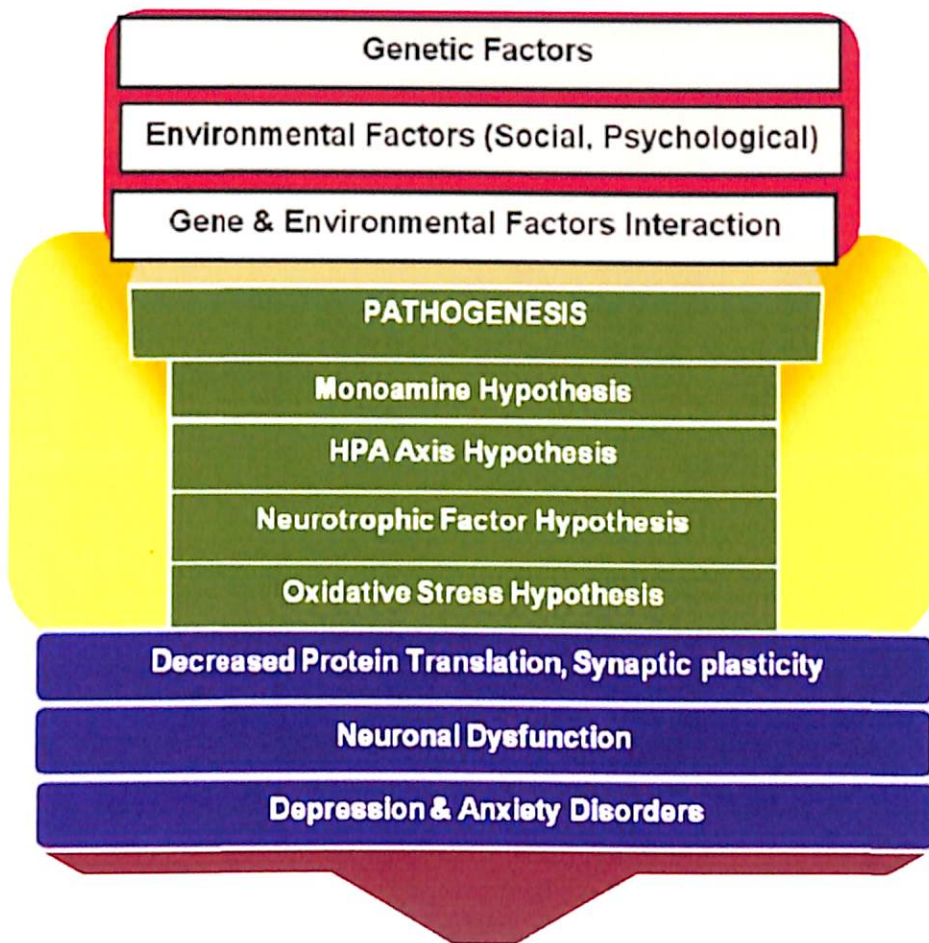 Genetic Factors
Environmental Factors (Social, Psychological)
Gene & Environmental Factors Interaction
PATHOGENESIS
Monoamine Hypothesis
HPA Axis Hypothesis
Neurotrophic Factor Hypothesis
Oxidative Stress Hypothesis
Decreased Protein Translation, Synaptic plasticity
Neuronal Dysfunction
Depression & Anxiety Disorders